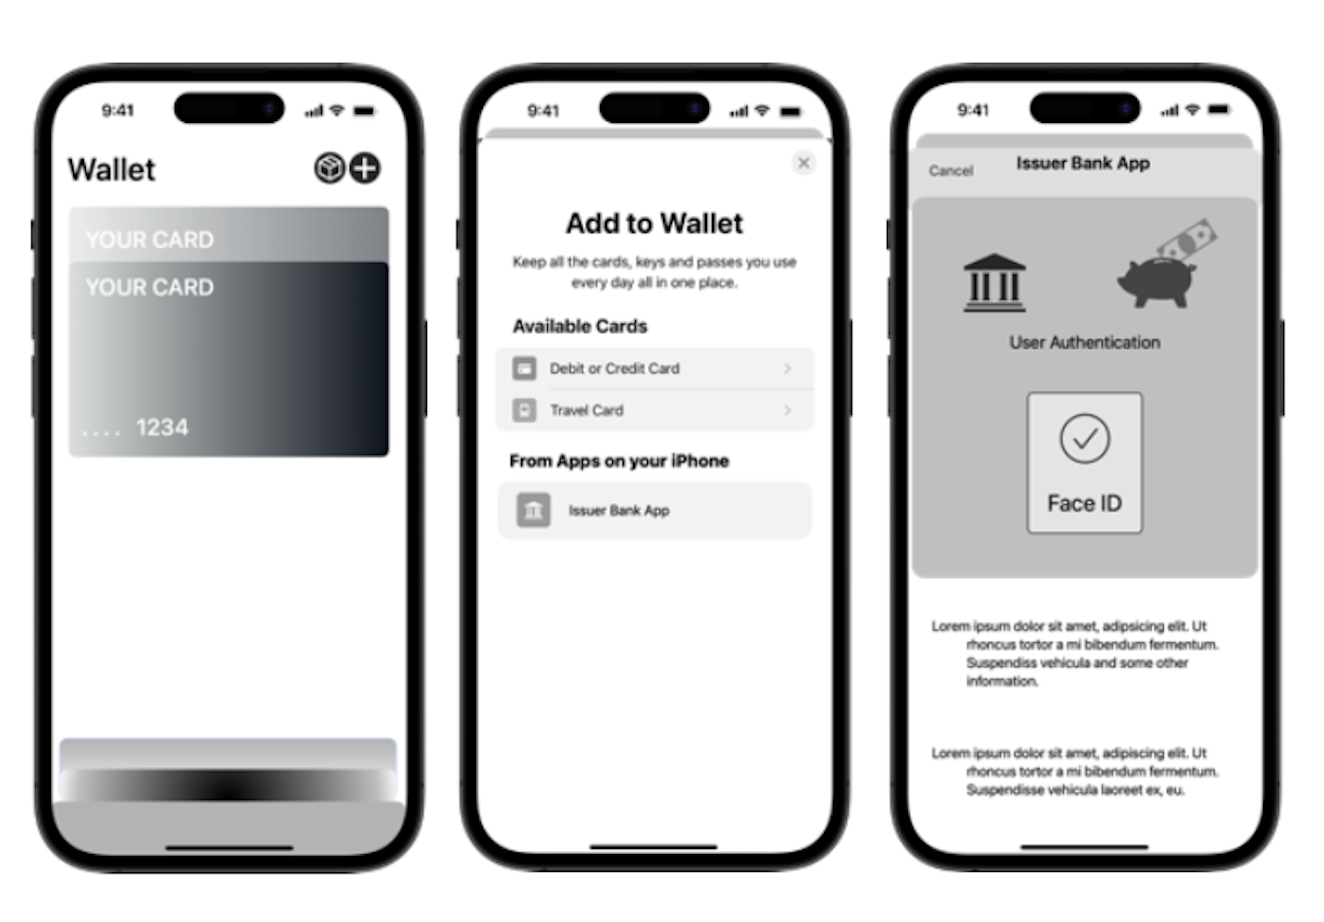 9:41
Wallet
YOUR CARD
YOUR CARD
.... 1234
9:41
Add to Wallet
Keep all the cards, keys and passes you use
every day all in one place.
Available Cards
Debit or Credit Card
Travel Card
From Apps on your iPhone
Issuer Bank App
9:41
Cancel
Issuer Bank App
User Authentication
Face ID
Lorem ipsum dolor sit amet, adipsicing elit. Ut
rhoncus tortor a mi bibendum fermentum.
Suspendiss vehicula and some other
information.
Lorem ipsum dolor sit amet, adipiscing elit. Ut
rhoncus tortor a mi bibendum fermentum.
Suspendisse vehicula laoreet ex, eu.